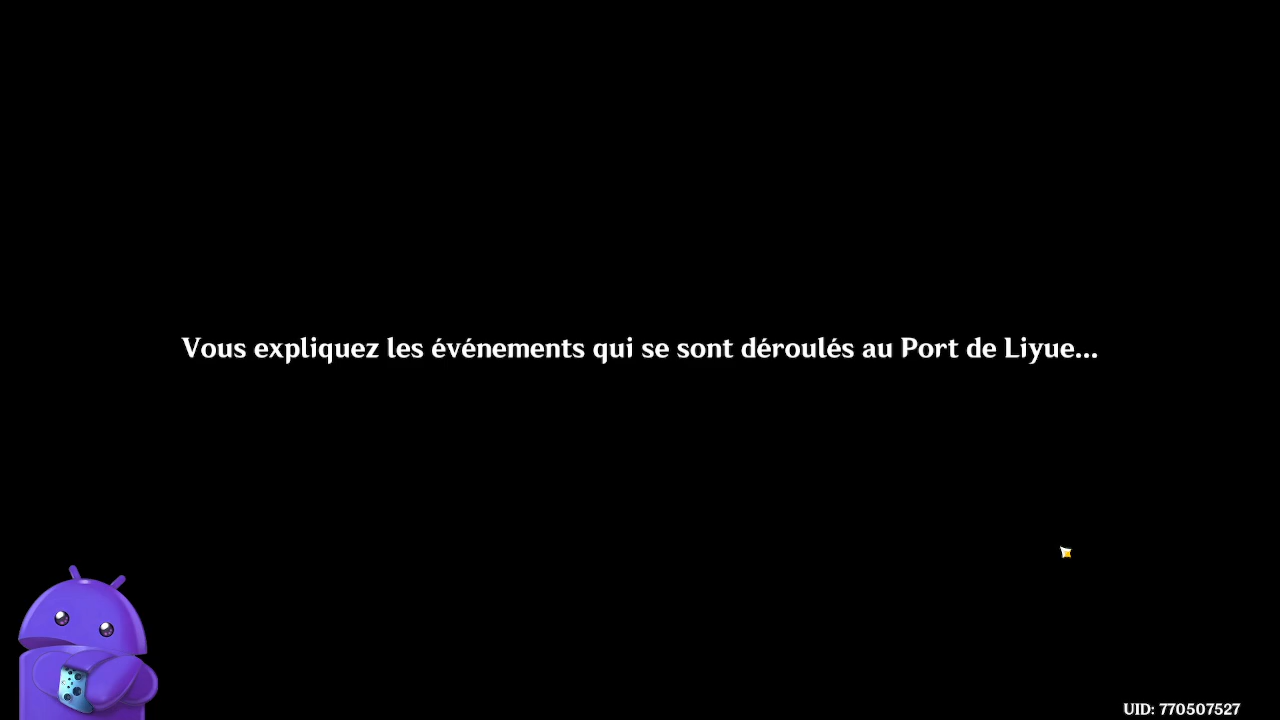 Vous expliquez les événements qui se sont déroulés au Port de Liyue...
UID: 770507527